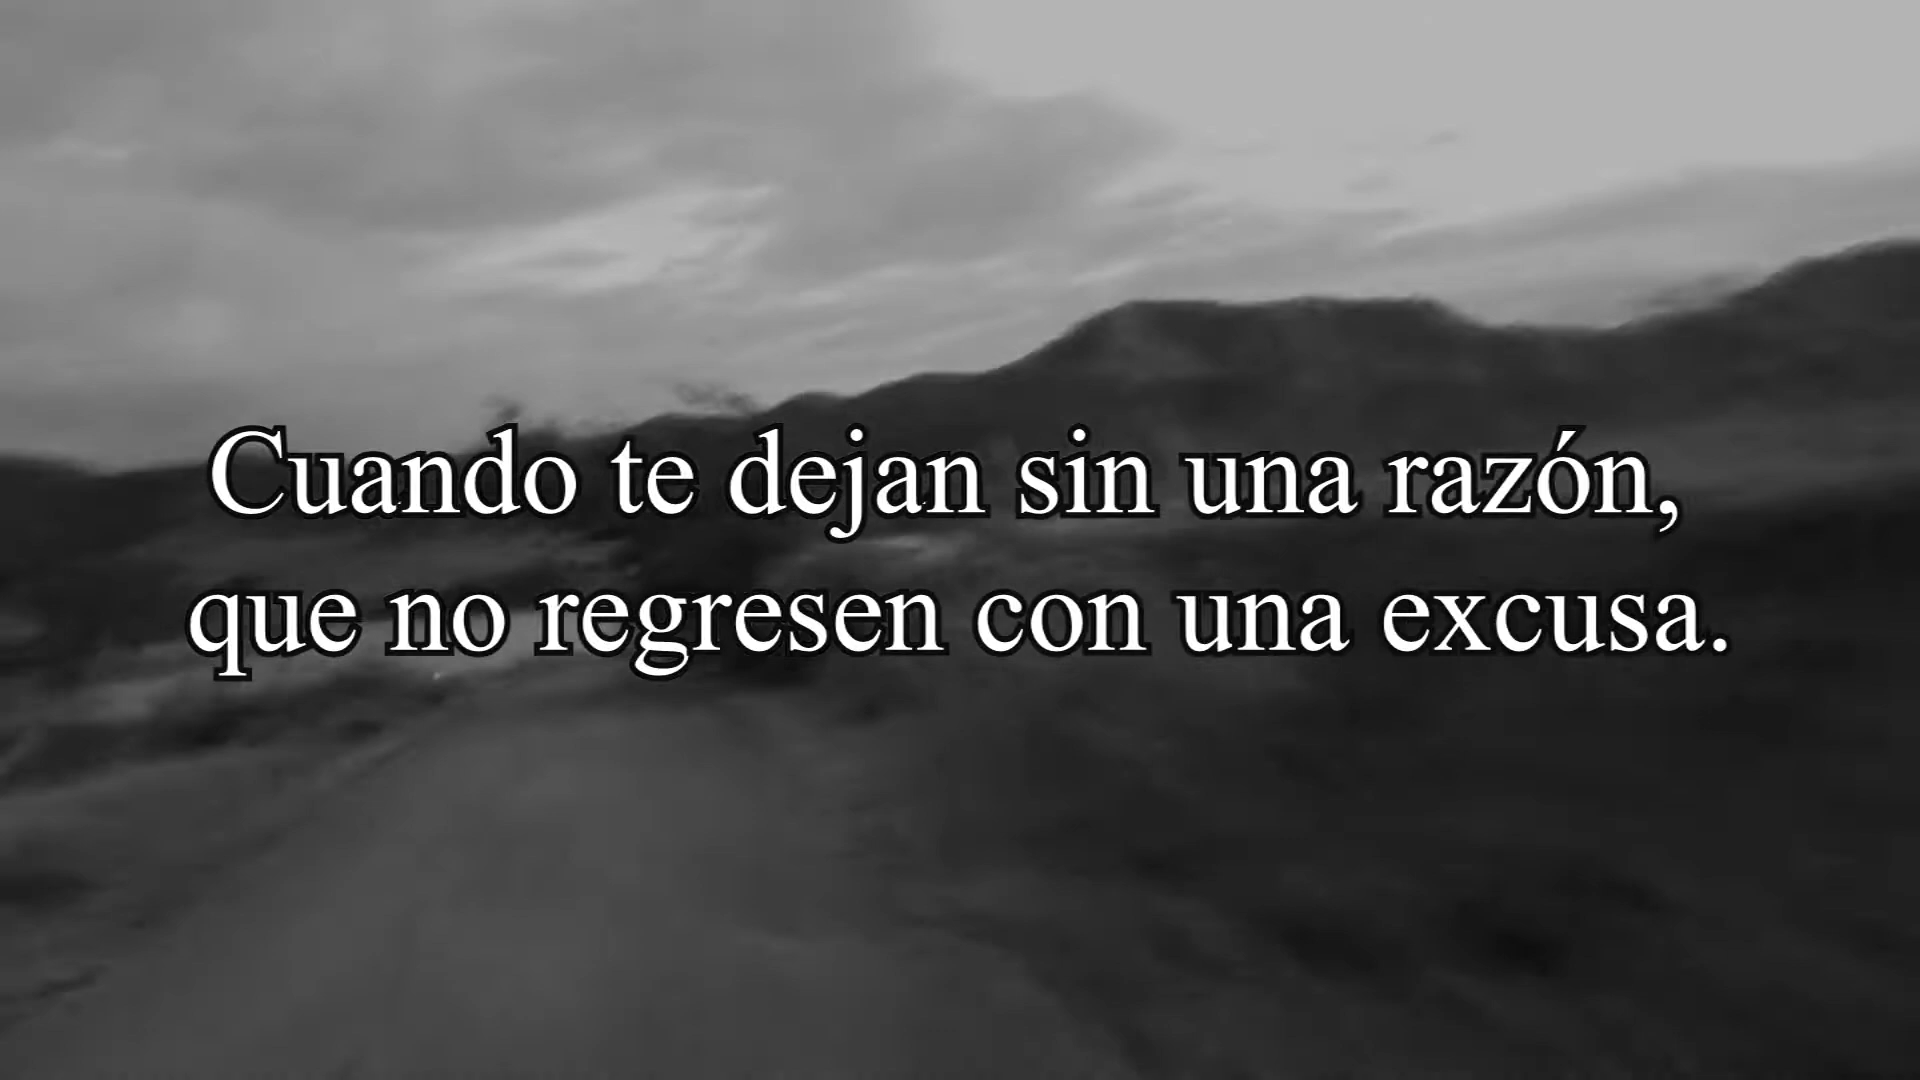 Cuando te dejan sin una razón,
que no regresen con una excusa.